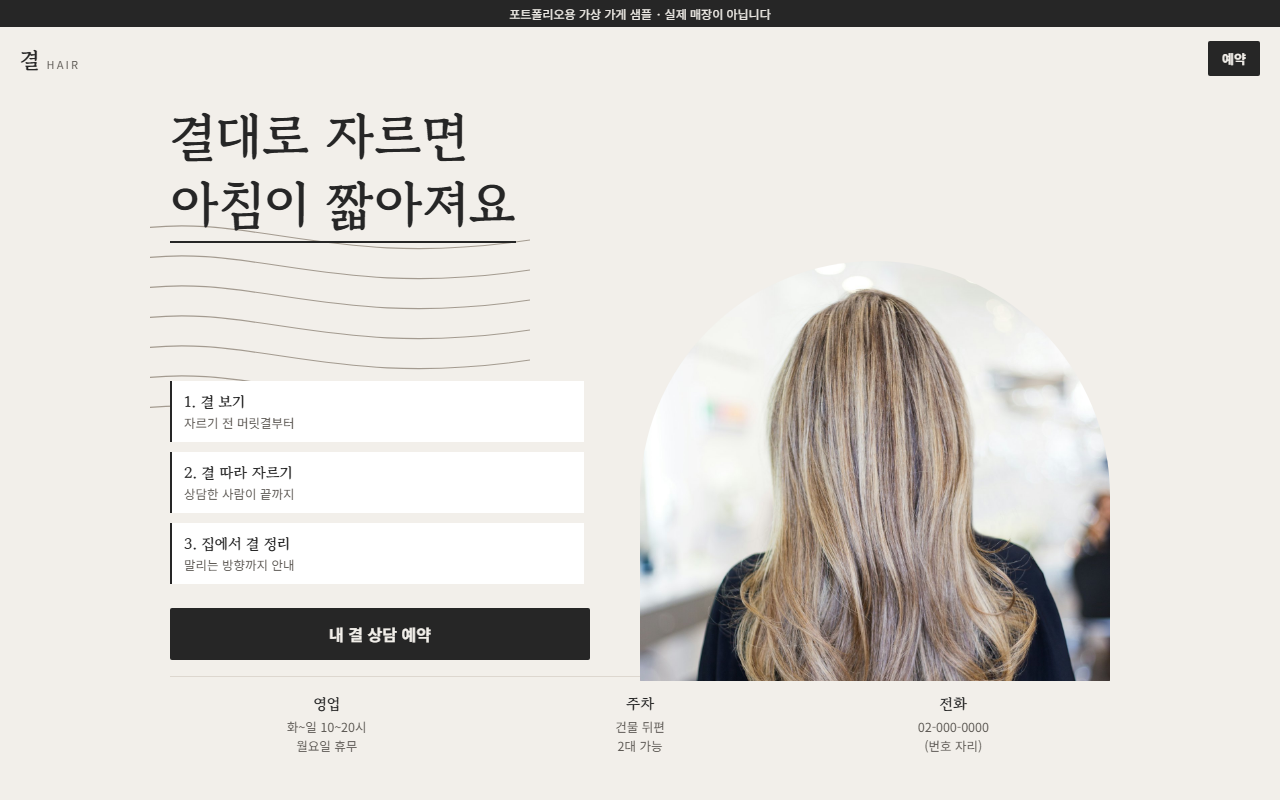 포트폴리오용 가상 가게 샘플 · 실제 매장이 아닙니다
결 HAIR
예약
결대로 자르면
아침이 짧아져요
1. 결 보기
자르기 전 머릿결부터
2. 결 따라 자르기
상담한 사람이 끝까지
3. 집에서 결 정리
말리는 방향까지 안내
내 결 상담 예약
영업
화~일 10~20시
월요일 휴무
주차
건물 뒤편
2대 가능
전화
02-000-0000
(번호 자리)